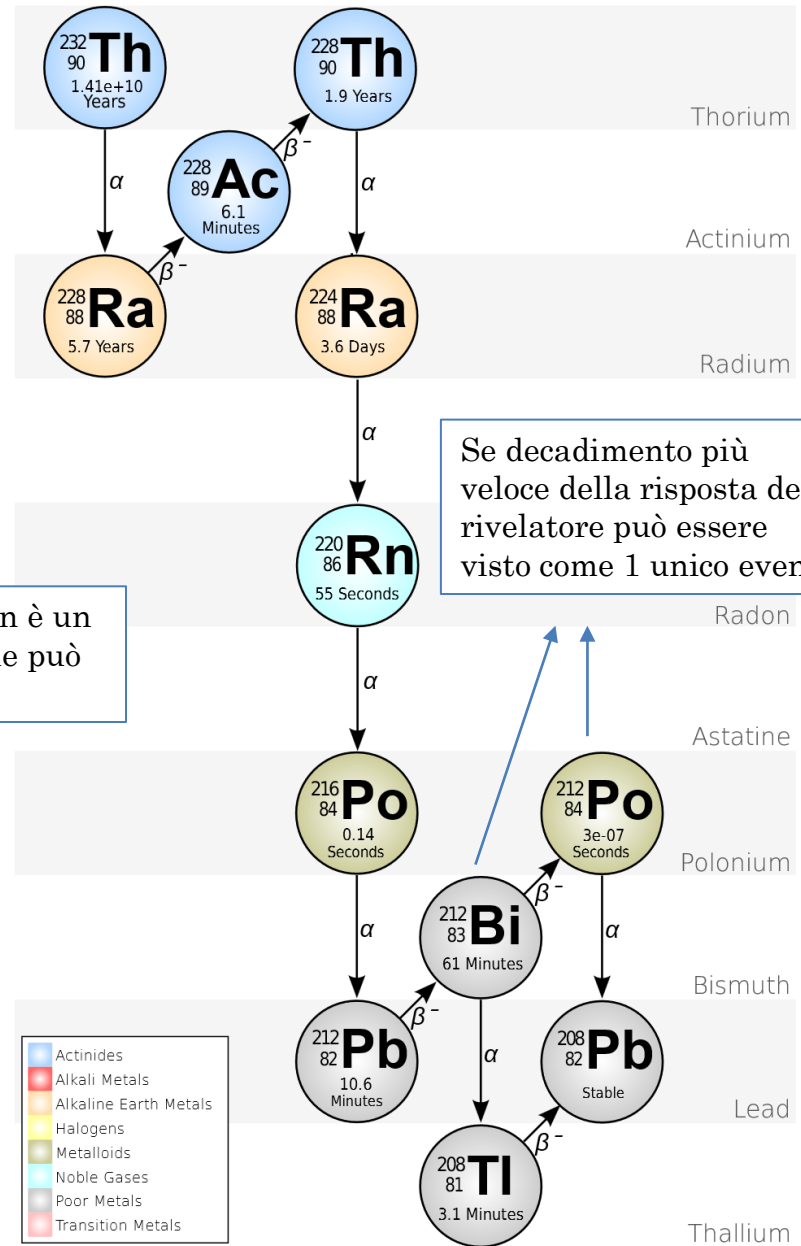 232
90
Th
1.41e+10
Years
228
90
Th
1.9 Years
Thorium
α
β⁻
228
89
Ac
6.1
Minutes
α
Actinium
β⁻
228
88
Ra
5.7 Years
224
88
Ra
3.6 Days
Radium
α
Se decadimento più
veloce della risposta de
rivelatore può essere
visto come 1 unico even
220
86
Rn
55 Seconds
Radon
n è un
e può
α
Astatine
216
84
Po
0.14
Seconds
212
84
Po
3e-07
Seconds
Polonium
β⁻
α
212
83
Bi
61 Minutes
α
Bismuth
β⁻
212
82
Pb
10.6
Minutes
α
208
82
Pb
Stable
Lead
β⁻
208
81
Tl
3.1 Minutes
Thallium
Actinides
Alkali Metals
Alkaline Earth Metals
Halogens
Metalloids
Noble Gases
Poor Metals
Transition Metals